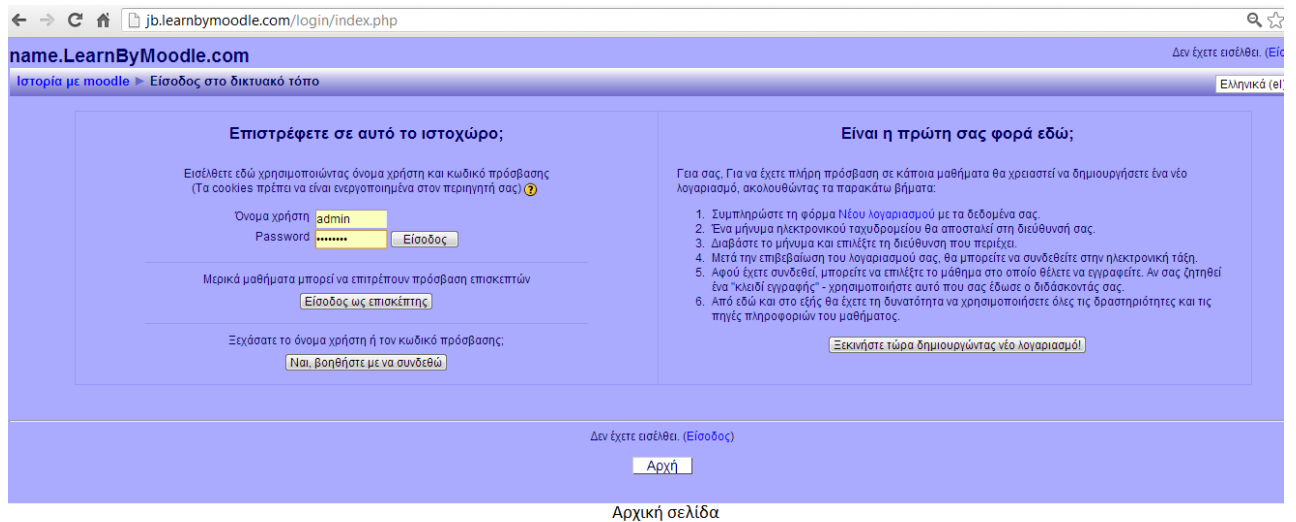 jb.learnbymoodle.com/login/index.php
name.LearnByMoodle.com
Δεν έχετε εισέλθει. (Είσ
Ιστορία με moodle ► Είσοδος στο δικτυακό τόπο
Ελληνικά (el)
Επιστρέφετε σε αυτό το ιστοχώρο;
Εισέλθετε εδώ χρησιμοποιώντας όνομα χρήστη και κωδικό πρόσβασης
(Τα cookies πρέπει να είναι ενεργοποιημένα στον περιηγητή σας) ?
Όνομα χρήστη admin
Password •••••••• Είσοδος
Μερικά μαθήματα μπορεί να επιτρέπουν πρόσβαση επισκεπτών
Είσοδος ως επισκέπτης
Ξεχάσατε το όνομα χρήστη ή τον κωδικό πρόσβασης;
Ναι, βοηθήστε με να συνδεθώ
Είναι η πρώτη σας φορά εδώ;
Γεια σας, Για να έχετε πλήρη πρόσβαση σε κάποια μαθήματα θα χρειαστεί να δημιουργήσετε ένα νέο
λογαριασμό, ακολουθώντας τα παρακάτω βήματα:
1. Συμπληρώστε τη φόρμα Νέου λογαριασμού με τα δεδομένα σας.
2. Ένα μήνυμα ηλεκτρονικού ταχυδρομείου θα αποσταλεί στη διεύθυνσή σας.
3. Διαβάστε το μήνυμα και επιλέξτε τη διεύθυνση που περιέχει.
4. Μετά την επιβεβαίωση του λογαριασμού σας, θα μπορείτε να συνδεθείτε στην ηλεκτρονική τάξη.
5. Αφού έχετε συνδεθεί, μπορείτε να επιλέξτε το μάθημα στο οποίο θέλετε να εγγραφείτε. Αν σας ζητηθεί
ένα "κλειδί εγγραφής" - χρησιμοποιήστε αυτό που σας έδωσε ο διδάσκοντάς σας.
6. Από εδώ και στο εξής θα έχετε τη δυνατότητα να χρησιμοποιήσετε όλες τις δραστηριότητες και τις
πηγές πληροφοριών του μαθήματος.
Ξεκινήστε τώρα δημιουργώντας νέο λογαριασμό!
Δεν έχετε εισέλθει. (Είσοδος)
Αρχή
Αρχική σελίδα